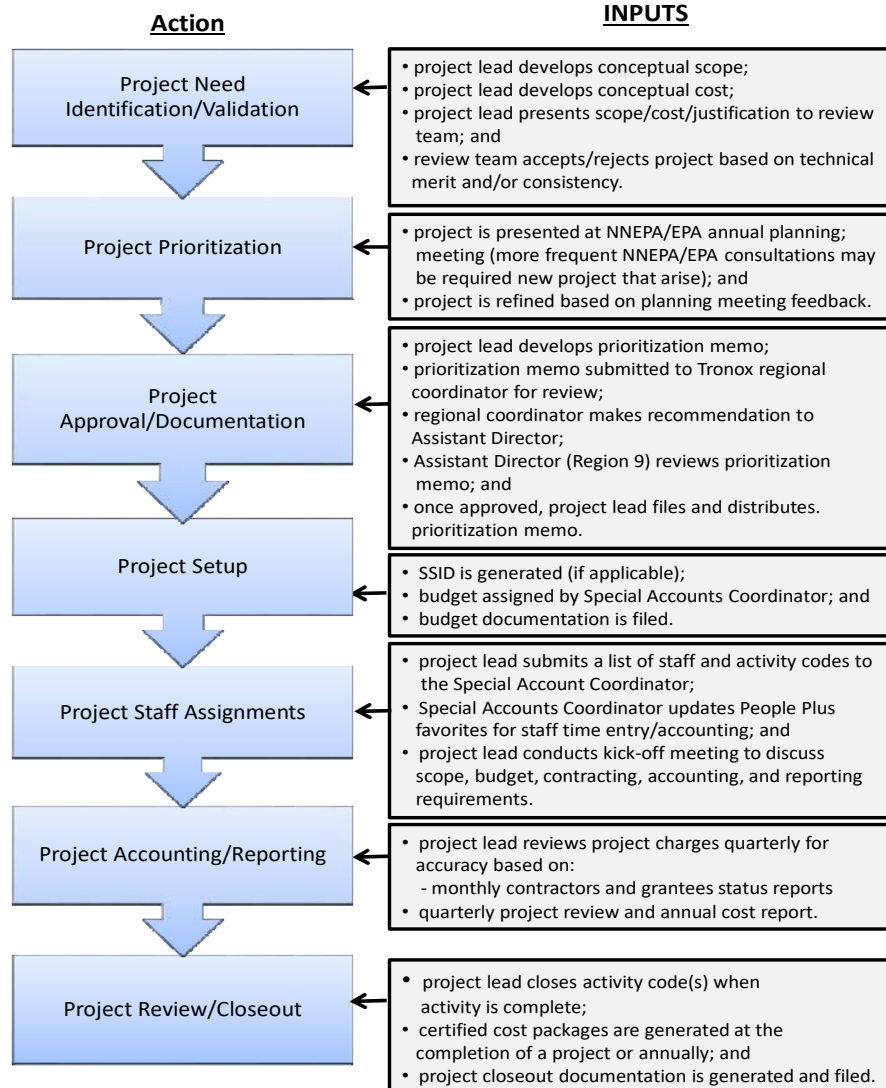 Action
INPUTS
Project Need
Identification/Validation
• project lead develops conceptual scope;
• project lead develops conceptual cost;
• project lead presents scope/cost/justification to review
team; and
• review team accepts/rejects project based on technical
merit and/or consistency.
Project Prioritization
• project is presented at NNEPA/EPA annual planning;
meeting (more frequent NNEPA/EPA consultations may
be required new project that arise); and
• project is refined based on planning meeting feedback.
Project
Approval/Documentation
• project lead develops prioritization memo;
• prioritization memo submitted to Tronox regional
coordinator for review;
• regional coordinator makes recommendation to
Assistant Director;
• Assistant Director (Region 9) reviews prioritization
memo; and
• once approved, project lead files and distributes.
prioritization memo.
Project Setup
• SSID is generated (if applicable);
• budget assigned by Special Accounts Coordinator; and
• budget documentation is filed.
Project Staff Assignments
• project lead submits a list of staff and activity codes to
the Special Account Coordinator;
• Special Accounts Coordinator updates People Plus
favorites for staff time entry/accounting; and
• project lead conducts kick-off meeting to discuss
scope, budget, contracting, accounting, and reporting
requirements.
Project Accounting/Reporting
• project lead reviews project charges quarterly for
accuracy based on:
- monthly contractors and grantees status reports
• quarterly project review and annual cost report.
Project Review/Closeout
• project lead closes activity code(s) when
activity is complete;
• certified cost packages are generated at the
completion of a project or annually; and
• project closeout documentation is generated and filed.